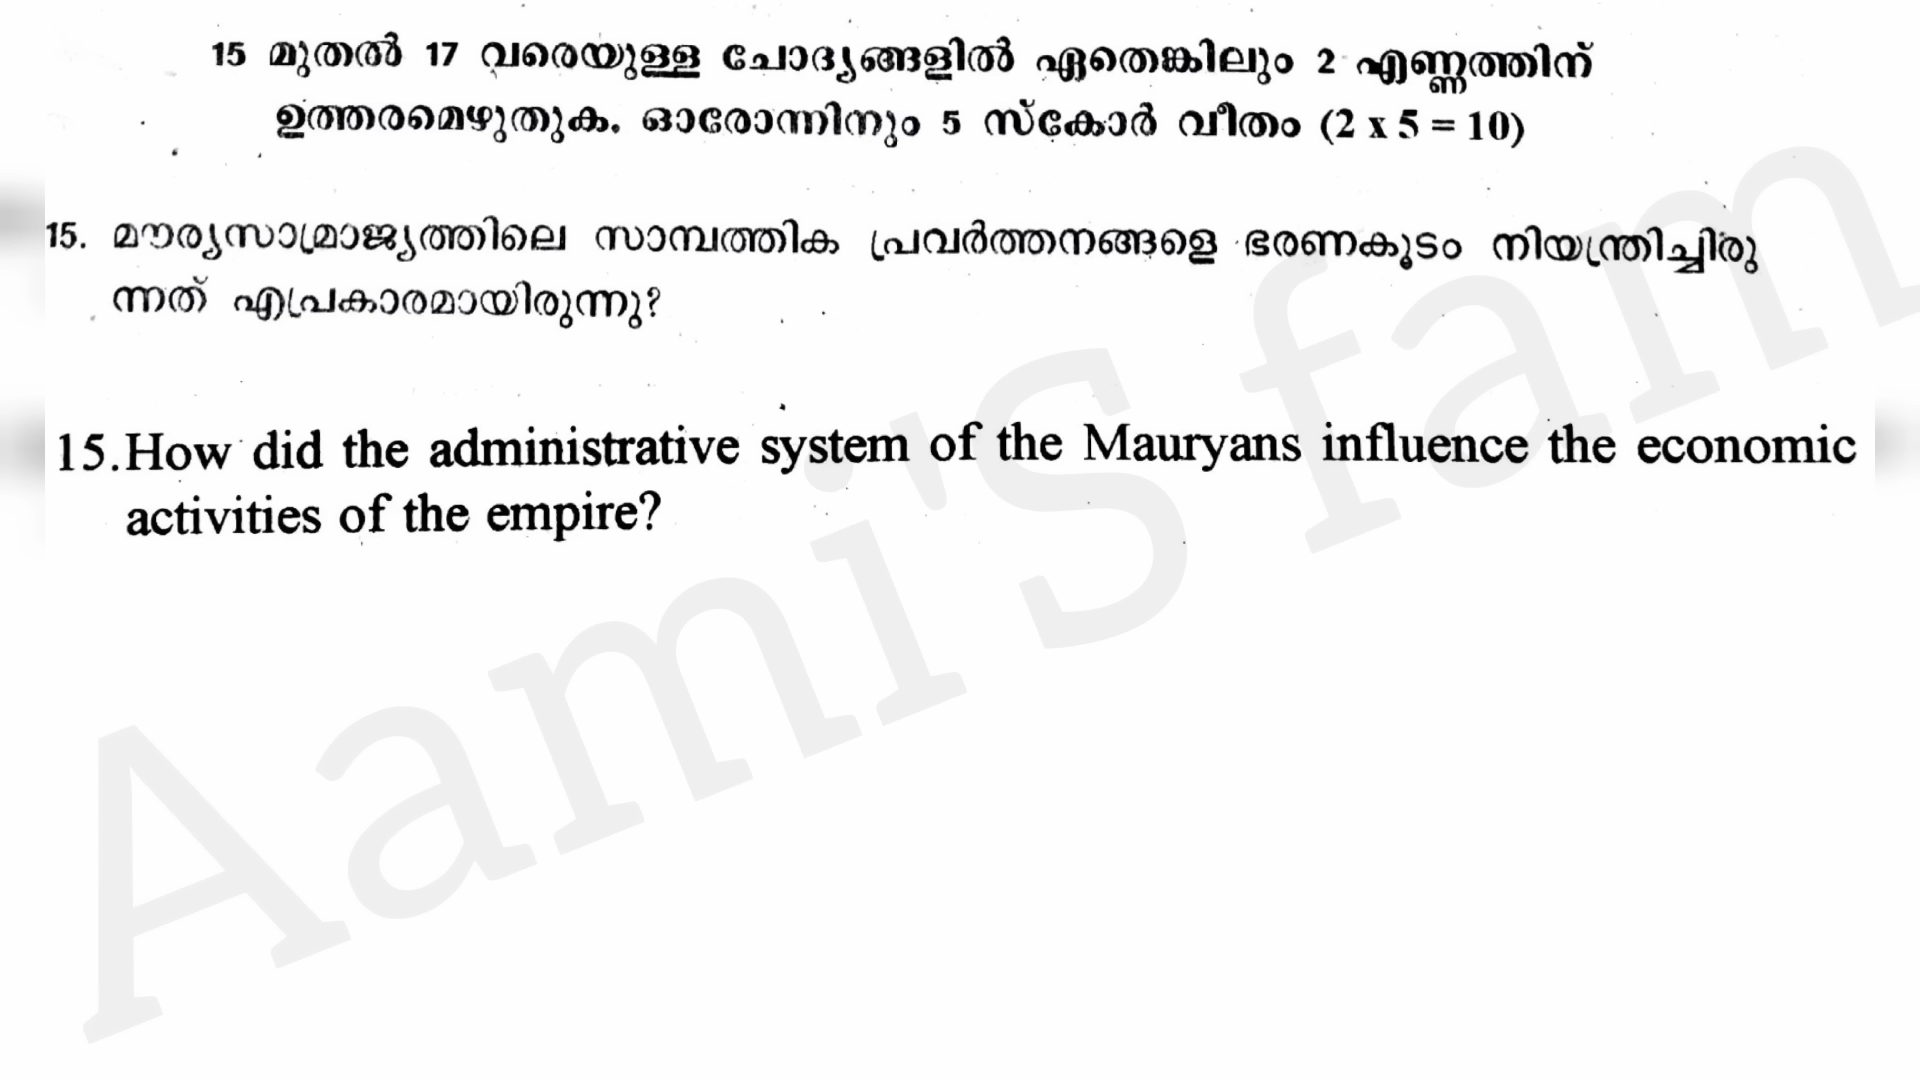 15 മുതൽ 17 വരെയുള്ള ചോദ്യങ്ങളിൽ ഏതെങ്കിലും 2 എണ്ണത്തിന്
ഉത്തരമെഴുതുക. ഓരോന്നിനും 5 സ്കോർ വീതം (2 x 5 = 10)
15. മൗര്യസാമ്രാജ്യത്തിലെ സാമ്പത്തിക പ്രവർത്തനങ്ങളെ ഭരണകൂടം നിയന്ത്രിച്ചിരു
ന്നത് എപ്രകാരമായിരുന്നു?
15.How did the administrative system of the Mauryans influence the economic
activities of the empire?
Aami'S fam